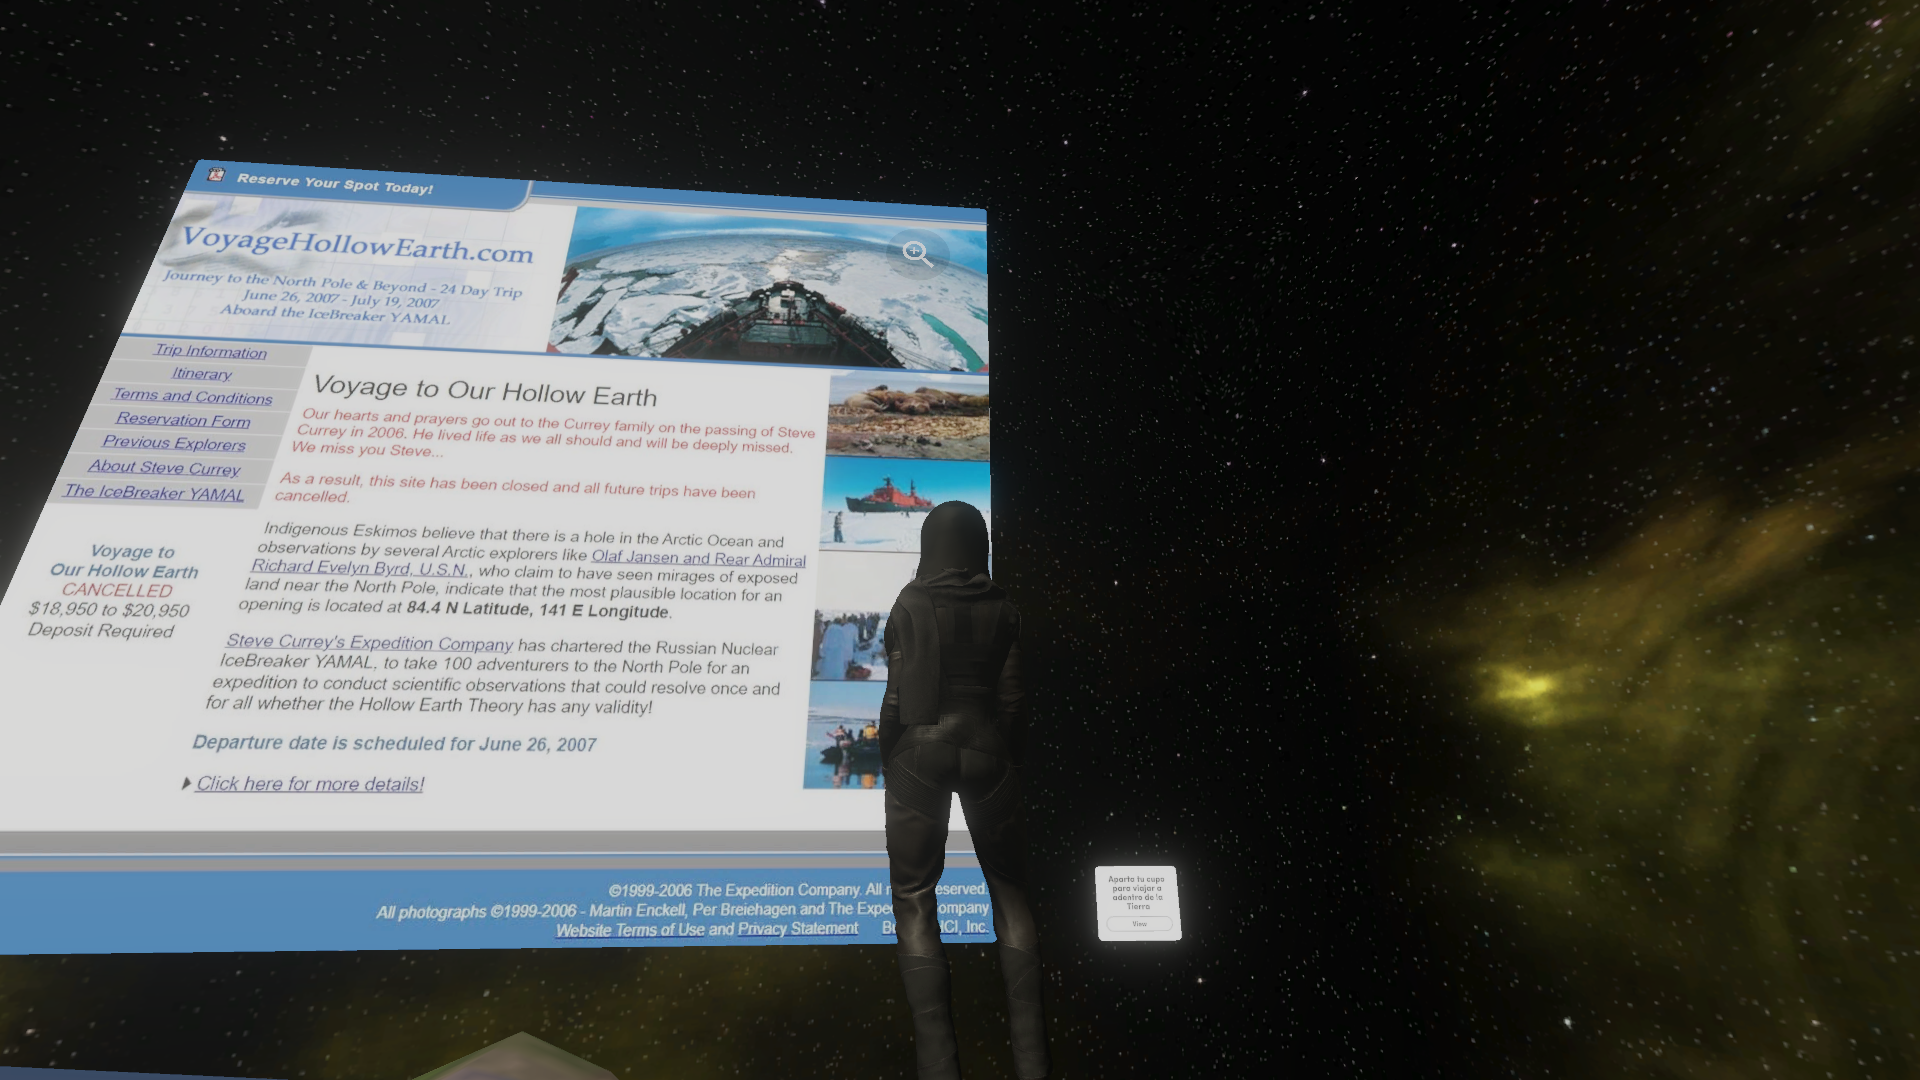 Reserve Your Spot Today!
VoyageHollowEarth.com
Journey to the North Pole & Beyond - 24 Day Trip
June 26, 2007 - July 19, 2007
Aboard the IceBreaker YAMAL
Trip Information
Itinerary
Terms and Conditions
Reservation Form
Previous Explorers
About Steve Currey
The IceBreaker YAMAL
Voyage to
Our Hollow Earth
CANCELLED
$18,950 to $20,950
Deposit Required
Voyage to Our Hollow Earth
Our hearts and prayers go out to the Currey family on the passing of Steve
Currey in 2006. He lived life as we all should and will be deeply missed.
We miss you Steve...
As a result, this site has been closed and all future trips have been
cancelled.
Indigenous Eskimos believe that there is a hole in the Arctic Ocean and
observations by several Arctic explorers like Olaf Jansen and Rear Admiral
Richard Evelyn Byrd, U.S.N., who claim to have seen mirages of exposed
land near the North Pole, indicate that the most plausible location for an
opening is located at 84.4 N Latitude, 141 E Longitude.
Steve Currey's Expedition Company has chartered the Russian Nuclear
IceBreaker YAMAL, to take 100 adventurers to the North Pole for an
expedition to conduct scientific observations that could resolve once and
for all whether the Hollow Earth Theory has any validity!
Departure date is scheduled for June 26, 2007
Click here for more details!
©1999-2006 The Expedition Company. All
All photographs ©1999-2006 - Martin Enckell, Per Breiehagen and The
Website Terms of Use and Privacy Statement Inc.
Aparta tu cupo
para viajar a
adentro de la
Tierra
View